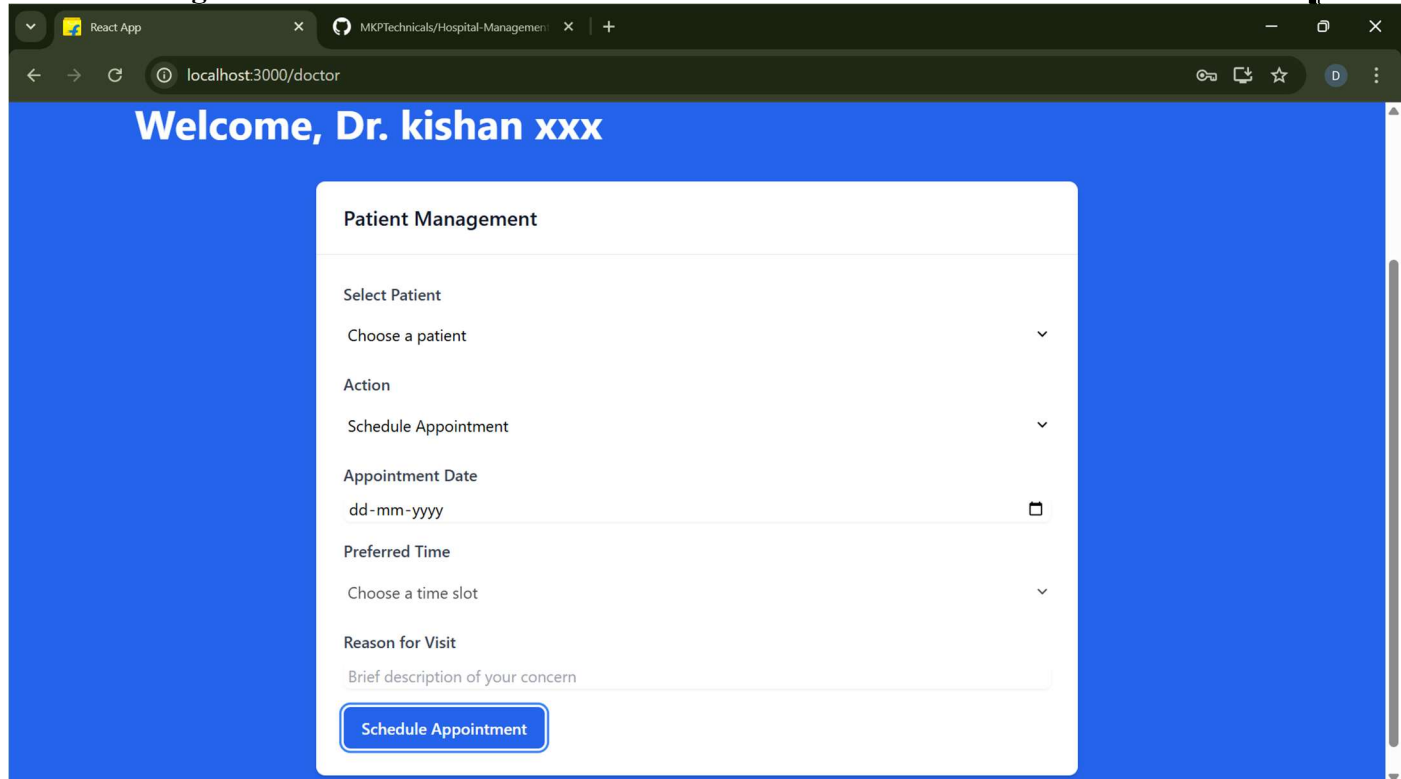 React App
MKPTechnicals/Hospital-Management
localhost:3000/doctor
D
Welcome, Dr. kishan xxx
Patient Management
Select Patient
Choose a patient
Action
Schedule Appointment
Appointment Date
dd-mm-yyyy
Preferred Time
Choose a time slot
Reason for Visit
Brief description of your concern
Schedule Appointment